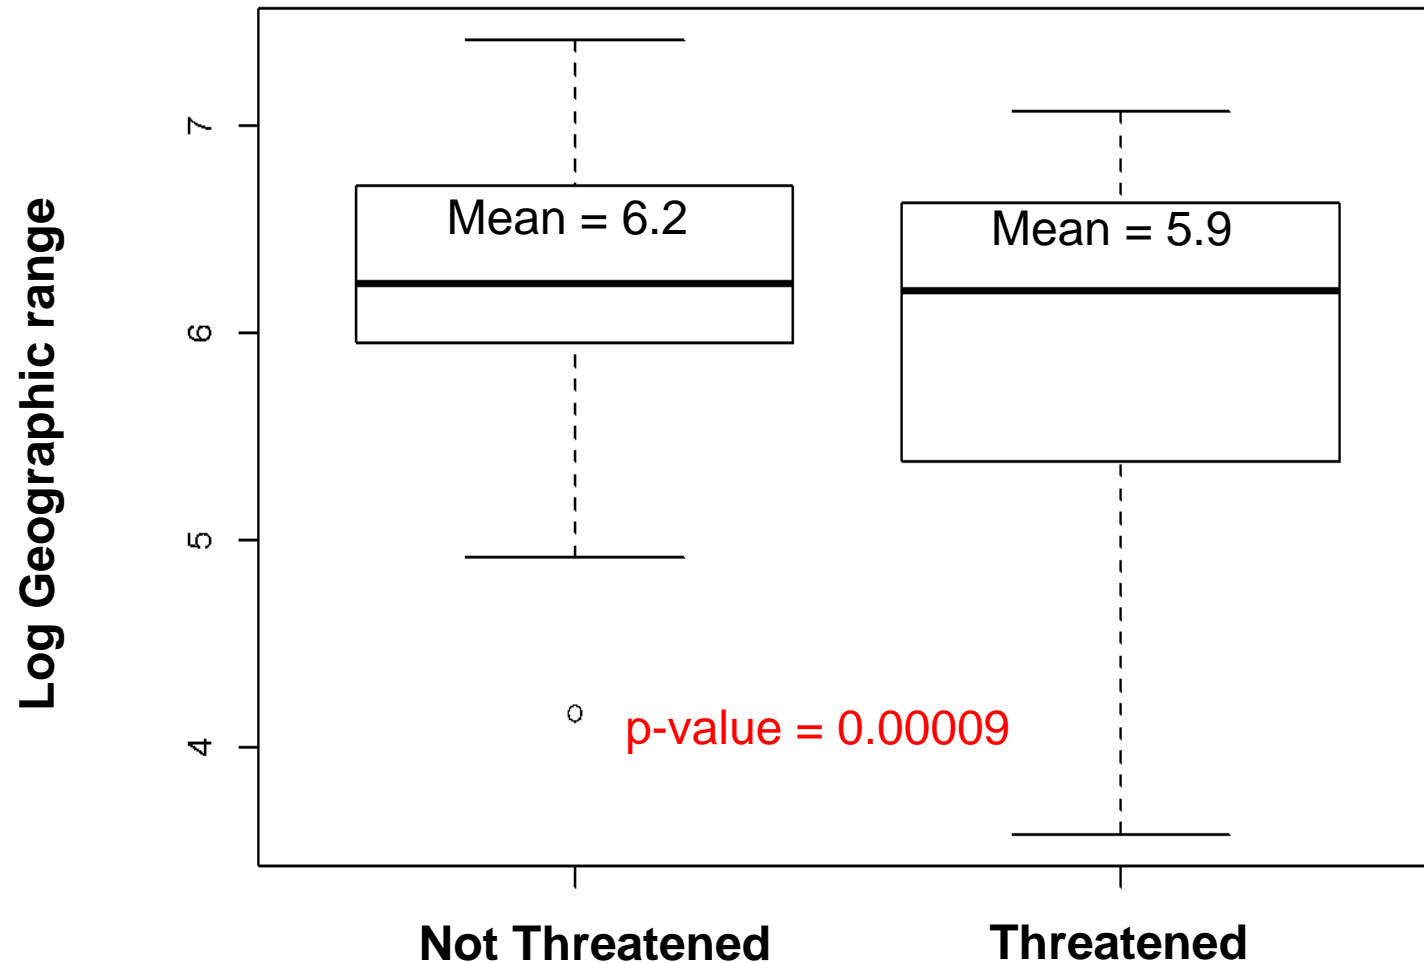 Log Geographic range
7
6
5
4
Mean = 6.2
Mean = 5.9
p-value = 0.00009
Not Threatened
Threatened